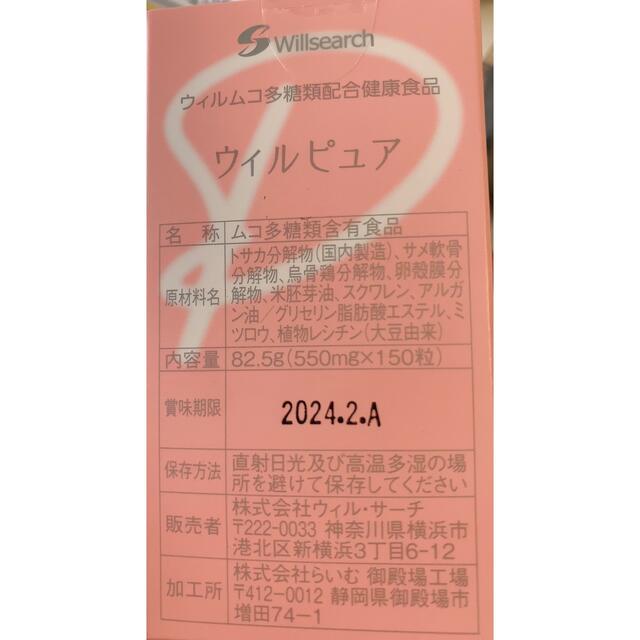 Willsearch
ウィルムコ多糖類配合健康食品
ウィルピュア
名 称 ムコ多糖類含有食品
原材料名 トサカ分解物(国内製造)、サメ軟骨
分解物、烏骨鶏分解物、卵殻膜分
解物、米胚芽油、スクワレン、アルガ
ン油/グリセリン脂肪酸エステル、ミ
ツロウ、植物レシチン(大豆由来)
内容量 82.5g(550mg×150粒)
賞味期限 2024.2.A
保存方法 直射日光及び高温多湿の場
所を避けて保存してください
販売者 株式会社ウィル・サーチ
〒222-0033 神奈川県横浜市
港北区新横浜3丁目6-12
加工所 株式会社らいむ 御殿場工場
〒412-0012 静岡県御殿場市
増田74-1